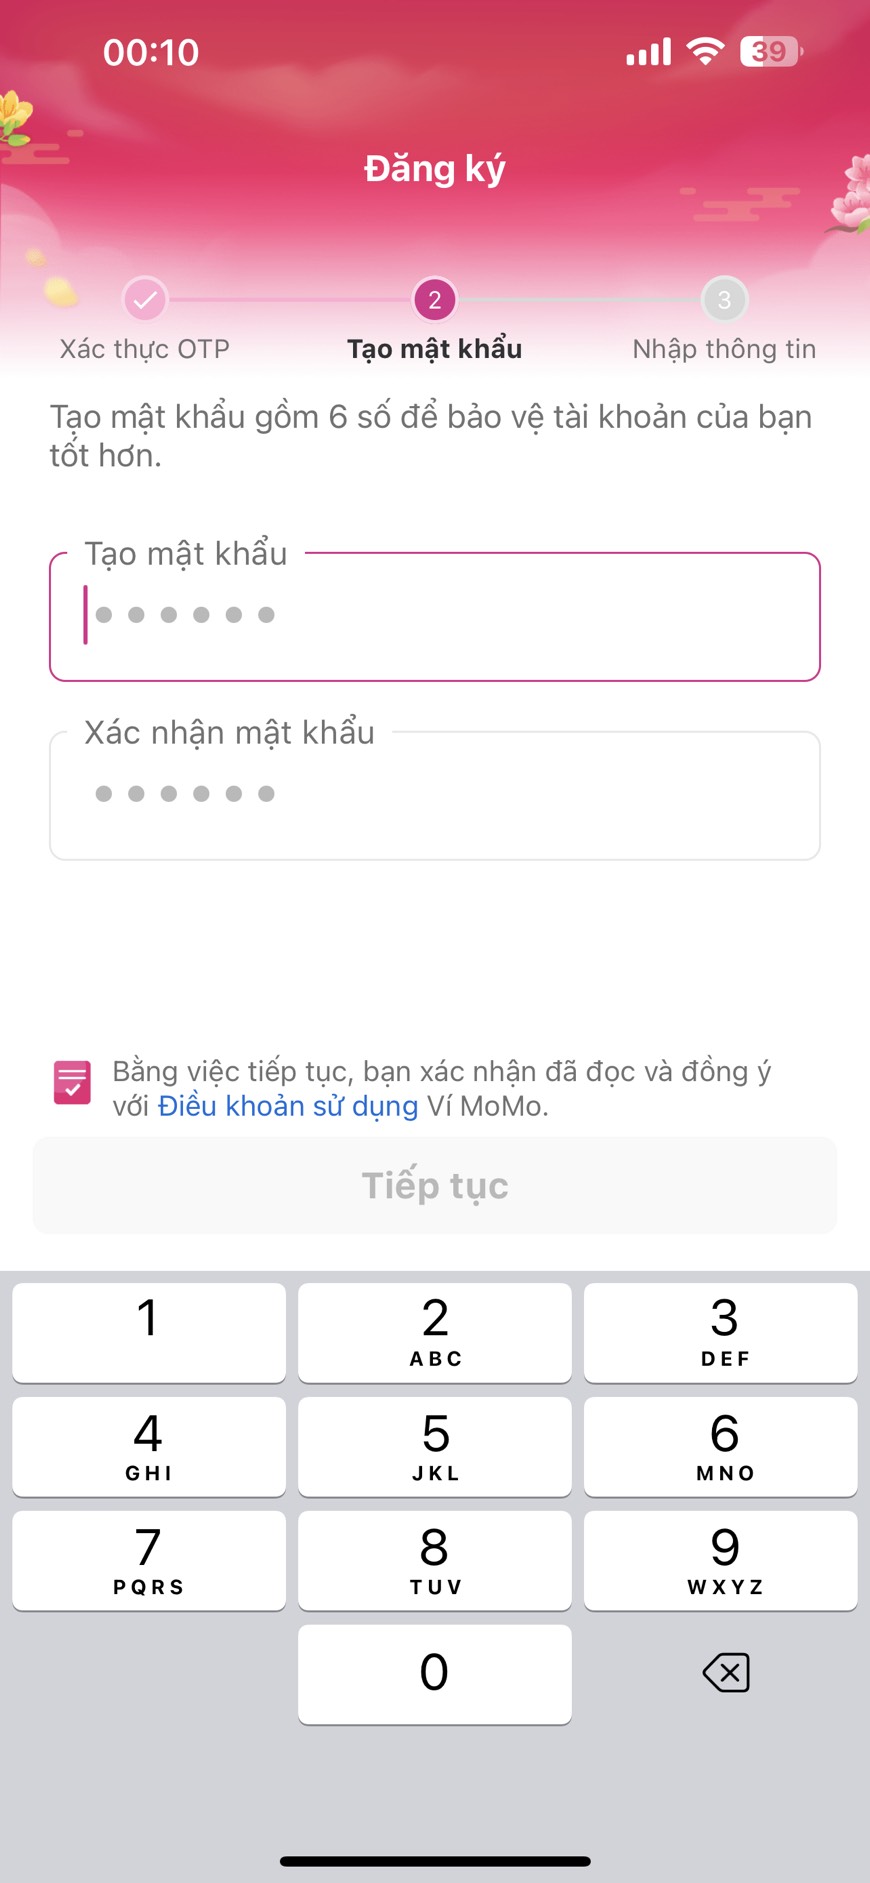 00:10
39
Đăng ký
2
3
Xác thực OTP
Tạo mật khẩu
Nhập thông tin
Tạo mật khẩu gồm 6 số để bảo vệ tài khoản của bạn
tốt hơn.
Tạo mật khẩu
Xác nhận mật khẩu
Bằng việc tiếp tục, bạn xác nhận đã đọc và đồng ý
với Điều khoản sử dụng Ví MoMo.
Tiếp tục
1
2
3
ABC
DEF
4
5
6
GHI
JKL
MNO
7
8
9
PQRS
TUV
WXYZ
0